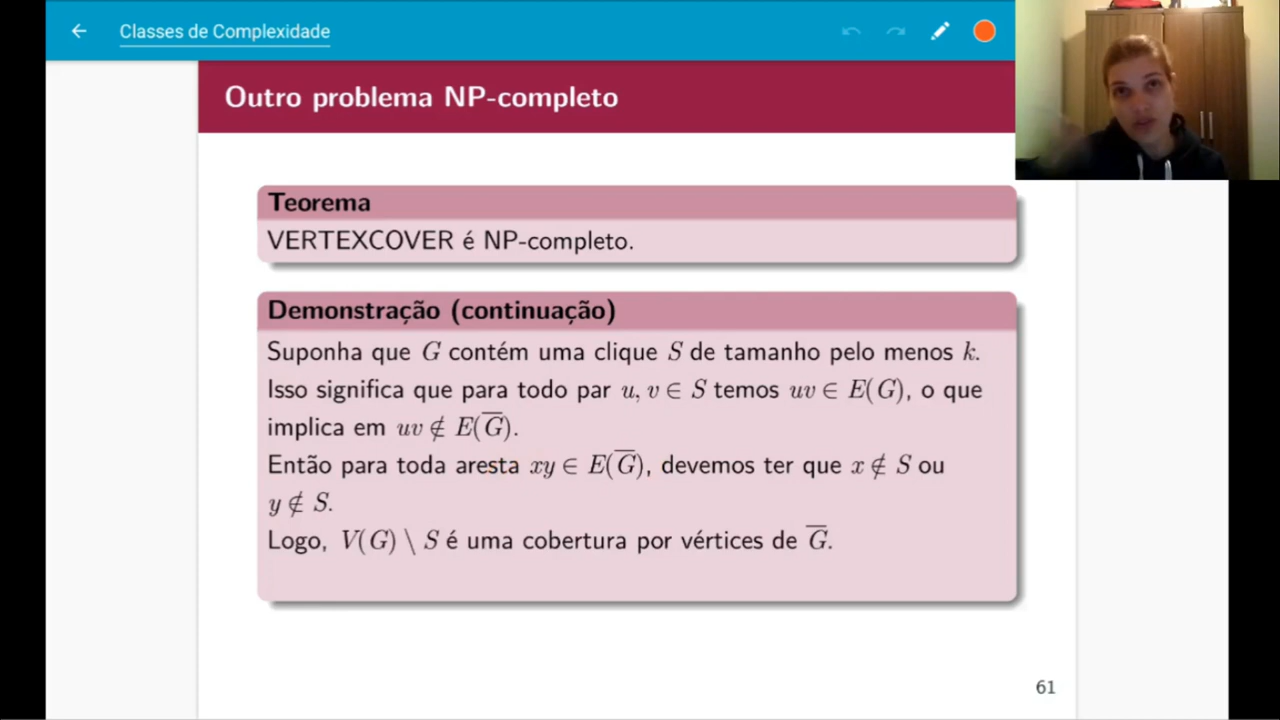 Classes de Complexidade
Outro problema NP-completo
Teorema
VERTEXCOVER é NP-completo.
Demonstração (continuação)
Suponha que G contém uma clique S de tamanho pelo menos k.
Isso significa que para todo par u, v ∈ S temos uv ∈ E(G), o que
implica em uv ∉ E(G̅).
Então para toda aresta xy ∈ E(G̅), devemos ter que x ∉ S ou
y ∉ S.
Logo, V(G) \ S é uma cobertura por vértices de G̅.
61